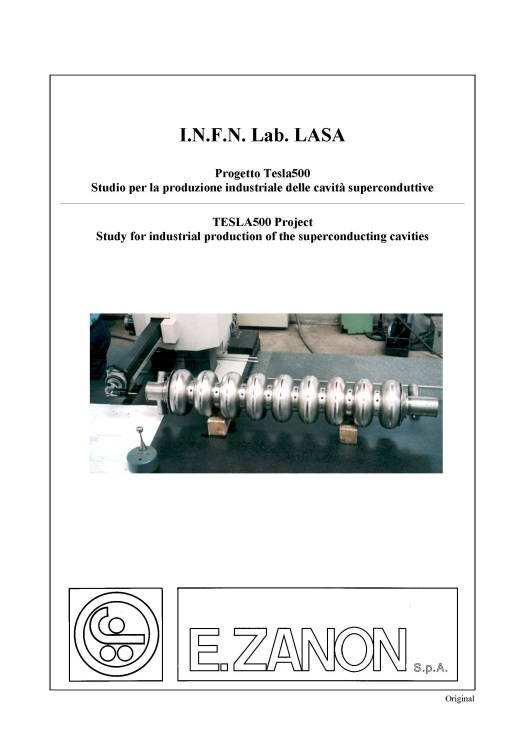 I.N.F.N. Lab. LASA
Progetto Tesla500
Studio per la produzione industriale delle cavità superconduttive
TESLA500 Project
Study for industrial production of the superconducting cavities
E.ZANON S.p.A.
Original